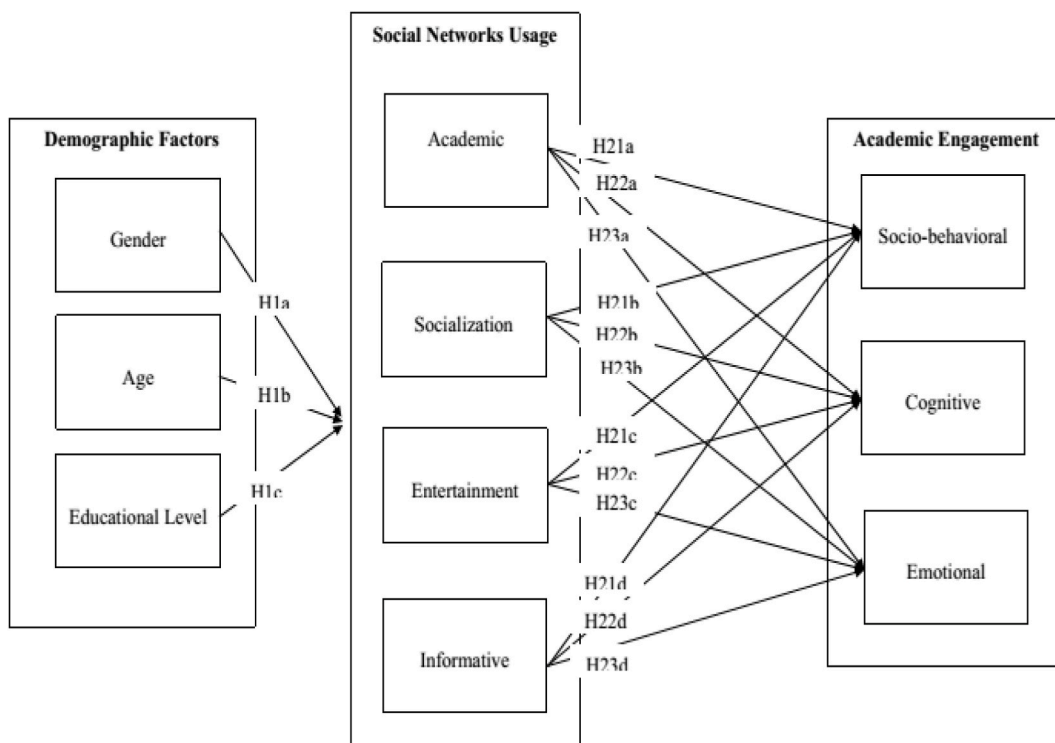 Social Networks Usage
Academic
Socialization
Entertainment
Informative
Demographic Factors
Gender
Age
Educational Level
H1a
H1b
H1c
H21a
H22a
H23a
H21b
H22b
H23b
H21c
H22c
H23c
H21d
H22d
H23d
Academic Engagement
Socio-behavioral
Cognitive
Emotional